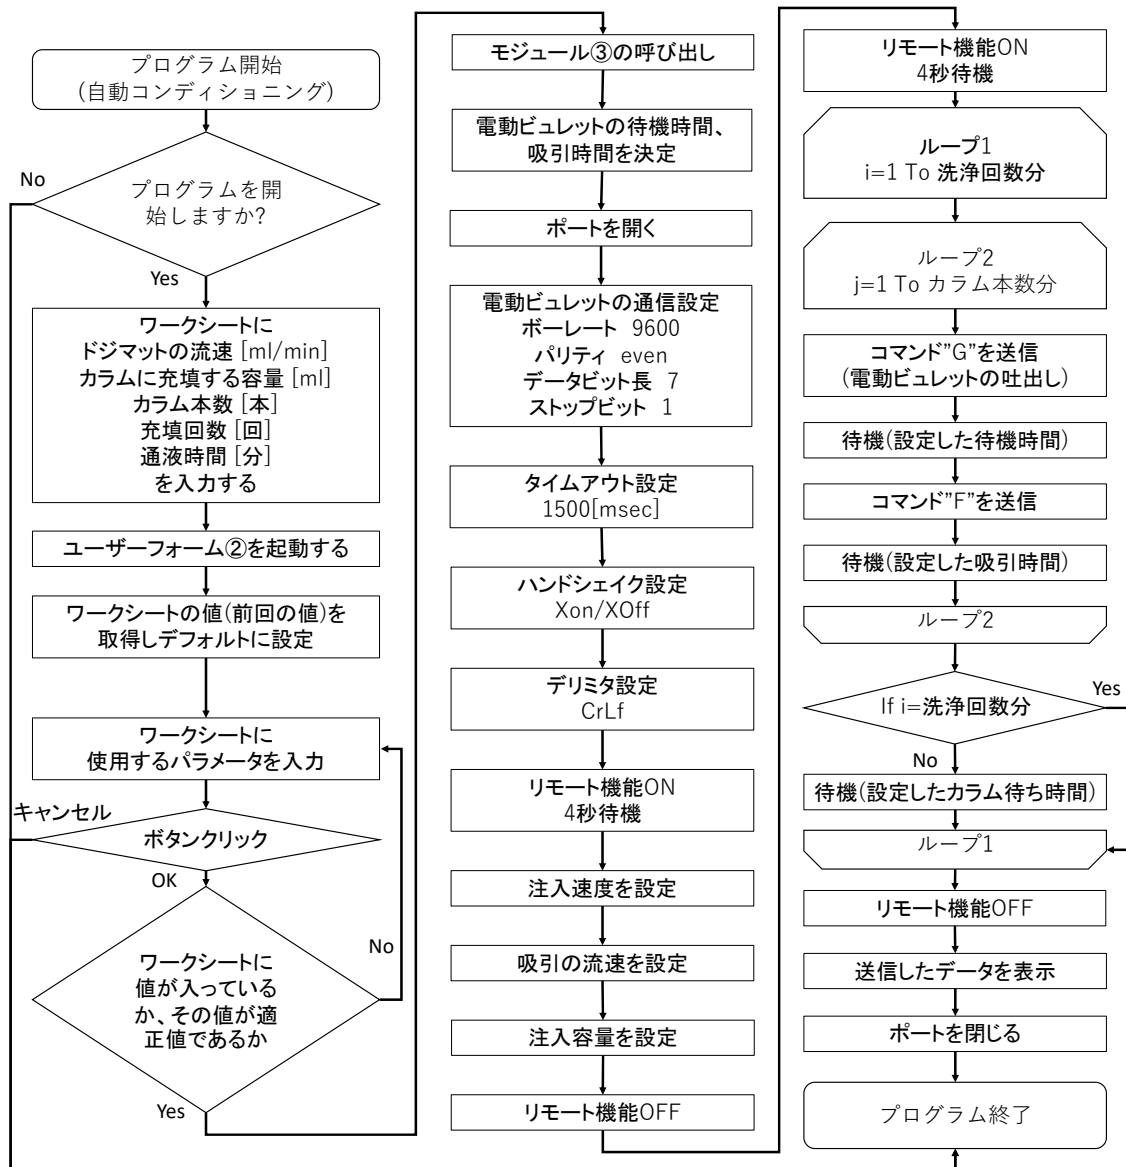 プログラム開始
(自動コンディショニング)
No
プログラムを開
始しますか?
Yes
ワークシートに
ドジマットの流速 [ml/min]
カラムに充填する容量 [ml]
カラム本数 [本]
充填回数 [回]
通液時間 [分]
を入力する
ユーザーフォーム②を起動する
ワークシートの値(前回の値)を
取得しデフォルトに設定
ワークシートに
使用するパラメータを入力
キャンセル
ボタンクリック
OK
No
ワークシートに
値が入っている
か、その値が適
正値であるか
Yes
モジュール③の呼び出し
電動ビュレットの待機時間、
吸引時間を決定
ポートを開く
電動ビュレットの通信設定
ボーレート 9600
パリティ even
データビット長 7
ストップビット 1
タイムアウト設定
1500[msec]
ハンドシェイク設定
Xon/XOff
デリミタ設定
CrLf
リモート機能ON
4秒待機
注入速度を設定
吸引の流速を設定
注入容量を設定
リモート機能OFF
リモート機能ON
4秒待機
ループ1
i=1 To 洗浄回数分
ループ2
j=1 To カラム本数分
コマンド”G”を送信
(電動ビュレットの吐出し)
待機(設定した待機時間)
コマンド”F”を送信
待機(設定した吸引時間)
ループ2
If i=洗浄回数分
Yes
No
待機(設定したカラム待ち時間)
ループ1
リモート機能OFF
送信したデータを表示
ポートを閉じる
プログラム終了